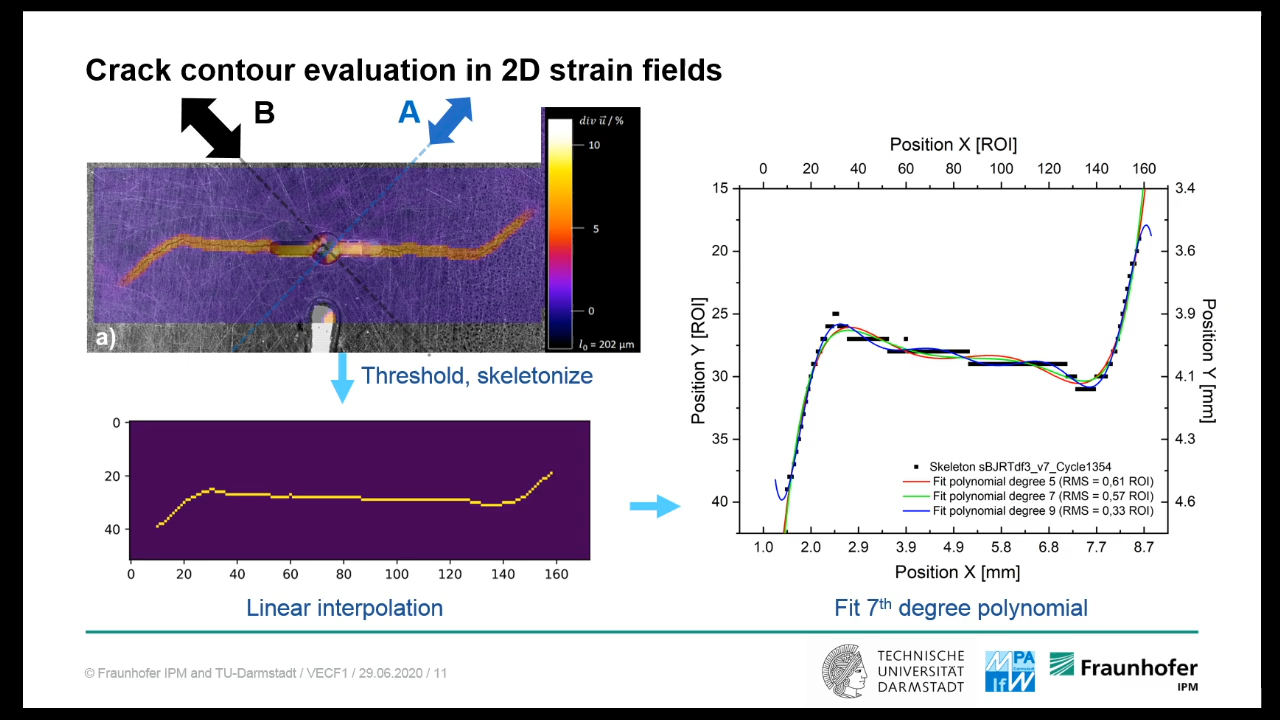 Crack contour evaluation in 2D strain fields
B
A
div u⃗ / %
10
5
0
l₀ = 202 µm
a)
Threshold, skeletonize
0
20
40
0 20 40 60 80 100 120 140 160
Linear interpolation
Position X [ROI]
0 20 40 60 80 100 120 140 160
15 3.4
20 3.6
25 3.9
30 4.1
35 4.3
40 4.6
Position Y [ROI]
Position Y [mm]
Skeleton sBJRTdf3_v7_Cycle1354
Fit polynomial degree 5 (RMS = 0,61 ROI)
Fit polynomial degree 7 (RMS = 0,57 ROI)
Fit polynomial degree 9 (RMS = 0,33 ROI)
1.0 2.0 2.9 3.9 4.9 5.8 6.8 7.7 8.7
Position X [mm]
Fit 7th degree polynomial
© Fraunhofer IPM and TU-Darmstadt / VECF1 / 29.06.2020 / 11
TECHNISCHE
UNIVERSITÄT
DARMSTADT
MPA
Darmstadt
IfW
Fraunhofer
IPM